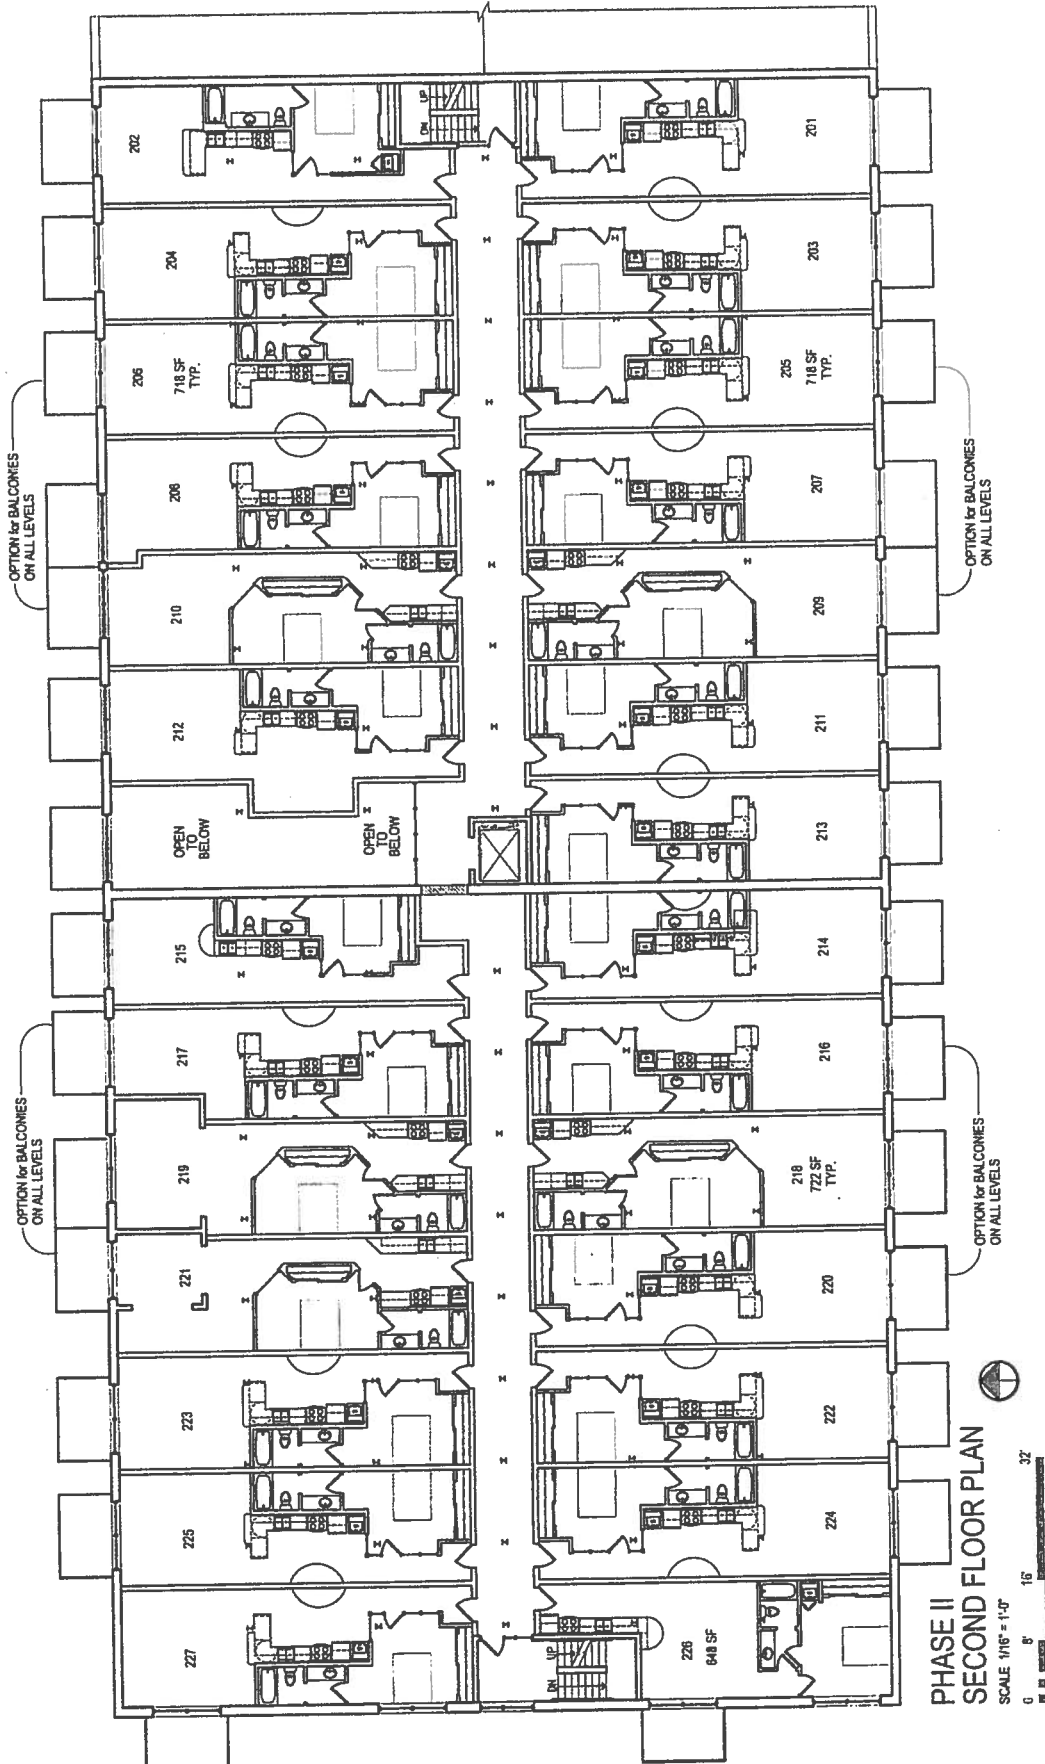 UP
DN
202
201
204
203
206
718 SF
TYP.
205
718 SF
TYP.
OPTION for BALCONIES
ON ALL LEVELS
OPTION for BALCONIES
ON ALL LEVELS
208
207
210
209
212
211
OPEN
TO
BELOW
OPEN
TO
BELOW
213
215
214
217
216
OPTION for BALCONIES
ON ALL LEVELS
OPTION for BALCONIES
ON ALL LEVELS
219
218
722 SF
TYP.
221
220
223
222
225
224
227
226
648 SF
UP
DN
PHASE II
SECOND FLOOR PLAN
SCALE 1/16" = 1'-0"
0 8' 16' 32'